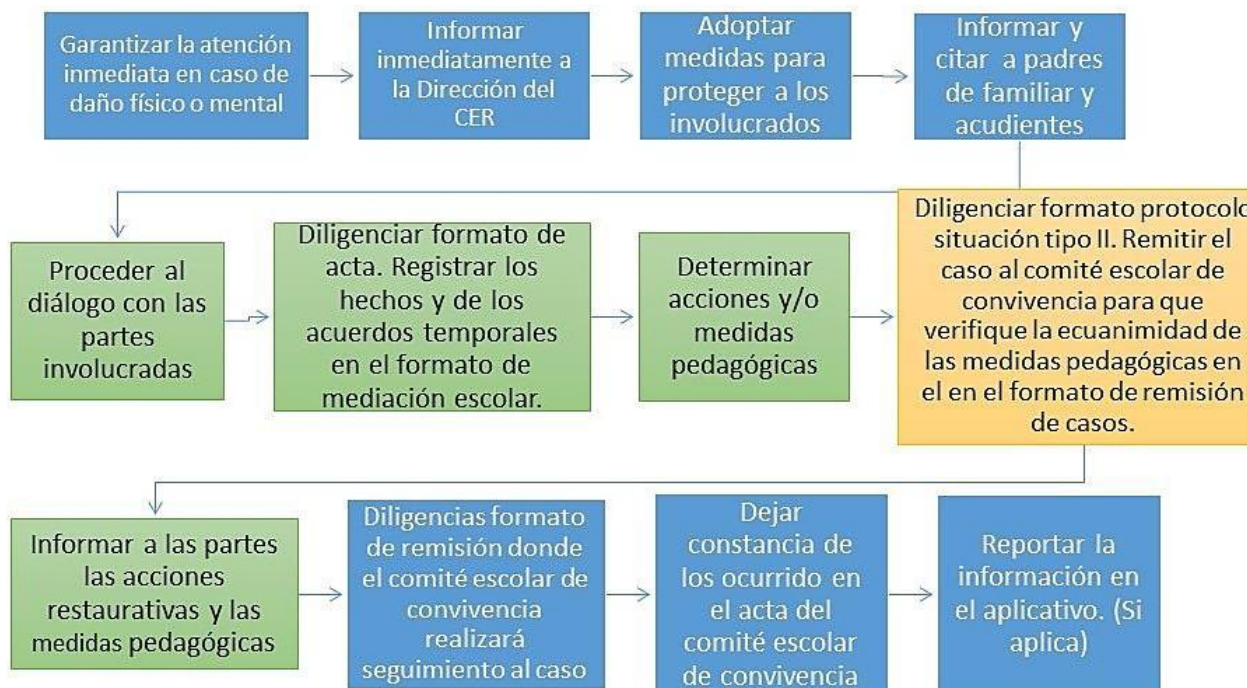 Garantizar la atención
inmediata en caso de
daño físico o mental
Informar
inmediatamente a
la Dirección del
CER
Adoptar
medidas para
proteger a los
involucrados
Informar y
citar a padres
de familiar y
acudientes
Proceder al
diálogo con las
partes
involucradas
Diligenciar formato de
acta. Registrar los
hechos y de los
acuerdos temporales
en el formato de
mediación escolar.
Determinar
acciones y/o
medidas
pedagógicas
Diligenciar formato protocolo
situación tipo II. Remitir el
caso al comité escolar de
convivencia para que
verifique la ecuanimidad de
las medidas pedagógicas en
el en el formato de remisión
de casos.
Informar a las partes
las acciones
restaurativas y las
medidas pedagógicas
Diligencias formato
de remisión donde
el comité escolar de
convivencia
realizará
seguimiento al caso
Dejar
constancia de
los ocurrido en
el acta del
comité escolar
de convivencia
Reportar la
información en
el aplicativo. (Si
aplica)